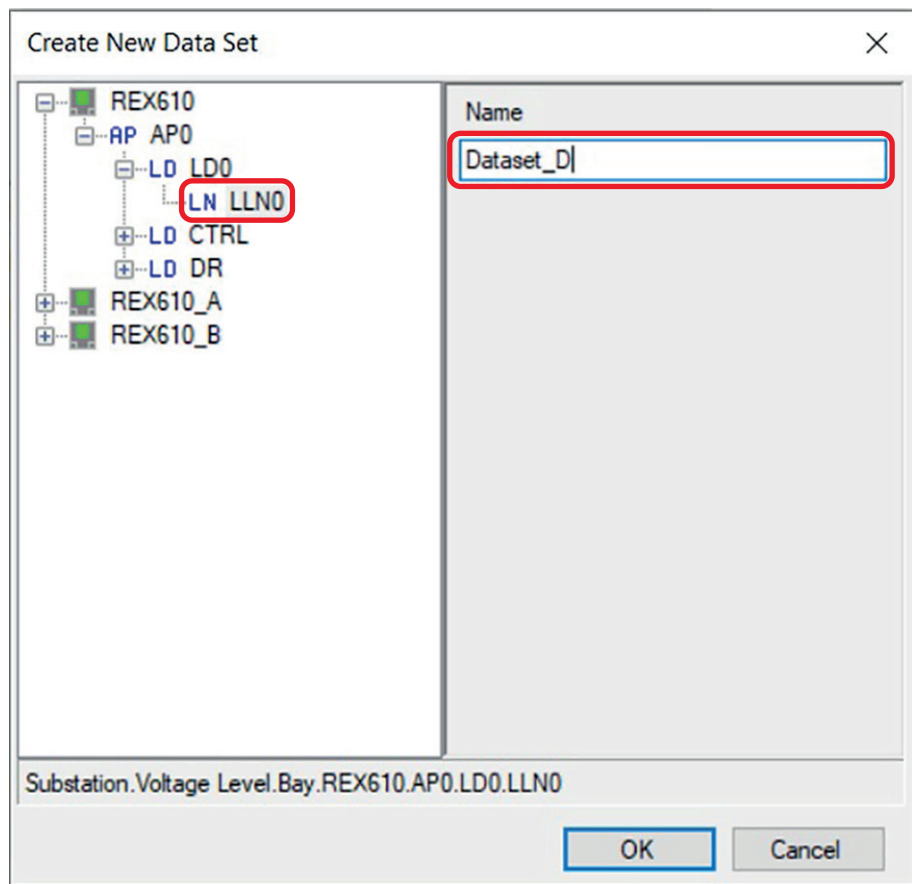 Create New Data Set
REX610
AP AP0
LD LD0
LN LLN0
LD CTRL
LD DR
REX610_A
REX610_B
Name
Dataset_D
Substation.Voltage Level.Bay.REX610.AP0.LD0.LLN0
OK
Cancel